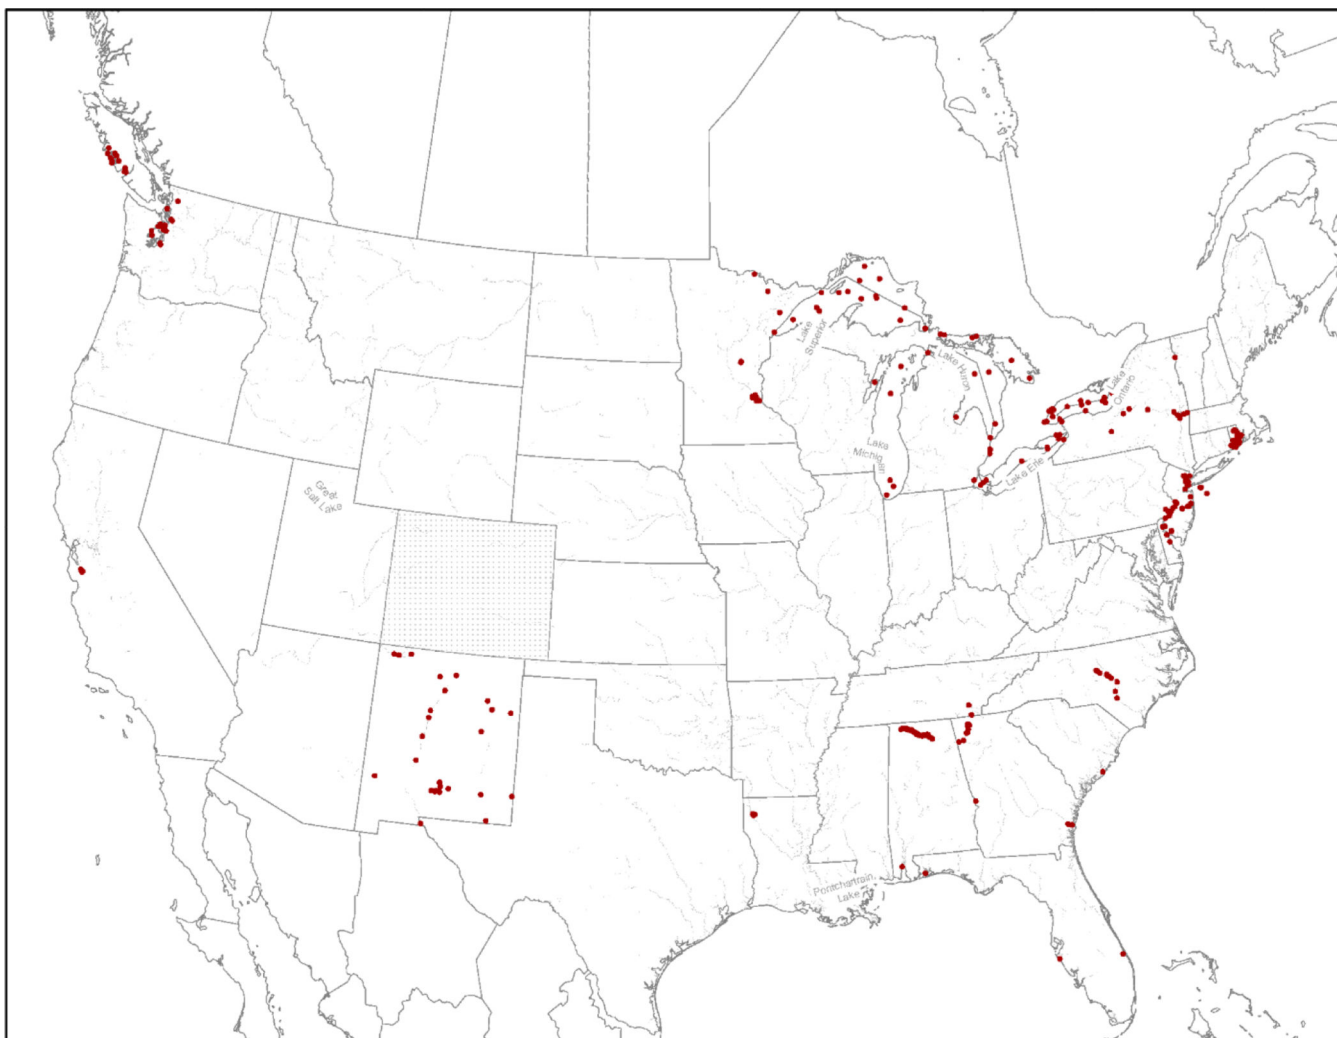 Lake
Superior
Lake Huron
Lake
Ontario
Lake
Michigan
Lake Erie
Great
Salt Lake
Pontchartrain,
Lake